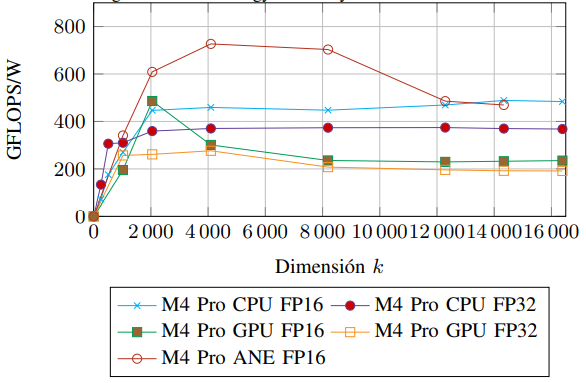 800
600
400
200
0
GFLOPS/W
0 2 000 4 000 6 000 8 000 10 000 12 000 14 000 16 000
Dimensión k
M4 Pro CPU FP16 M4 Pro CPU FP32
M4 Pro GPU FP16 M4 Pro GPU FP32
M4 Pro ANE FP16